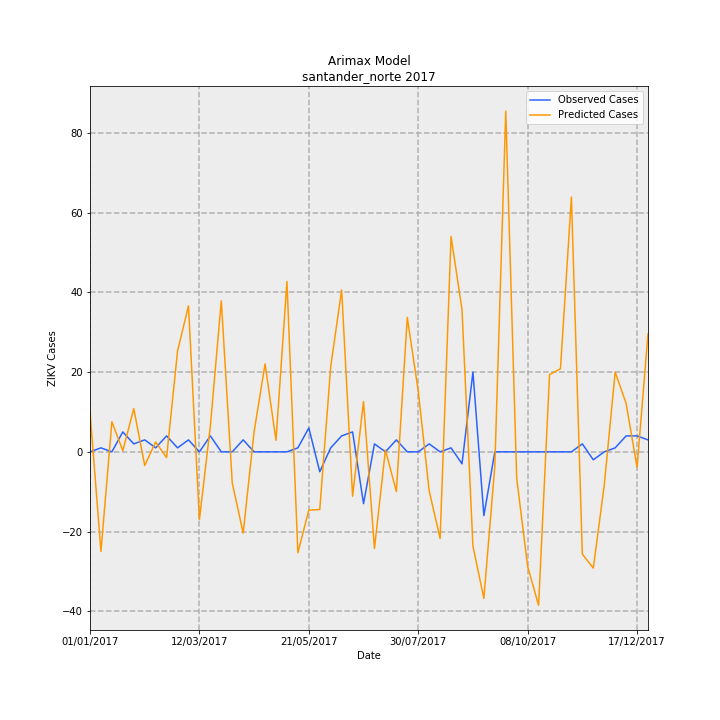 Arimax Model
santander_norte 2017
Observed Cases
Predicted Cases
80
60
40
20
0
−20
−40
ZIKV Cases
01/01/2017
12/03/2017
21/05/2017
30/07/2017
08/10/2017
17/12/2017
Date